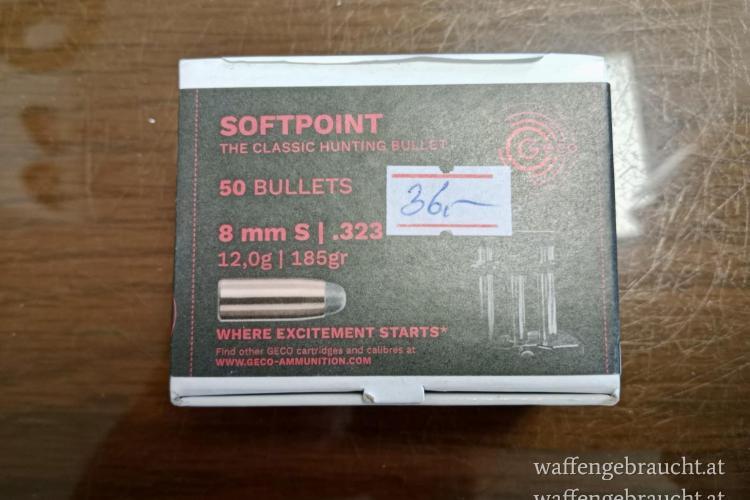 SOFTPOINT
THE CLASSIC HUNTING BULLET
GECO
50 BULLETS
36,-
8 mm S | .323
12,0g | 185gr
WHERE EXCITEMENT STARTS*
Find other GECO cartridges and calibres at
WWW.GECO-AMMUNITION.COM
waffengebraucht.at
waffengebraucht.at